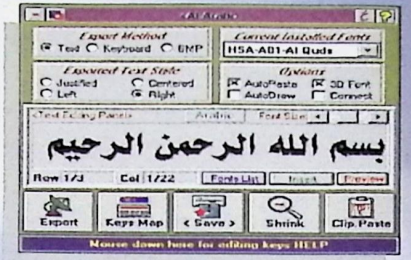 Al-Arabic
Export Method
Text Keyboard BMP
Current Installed Fonts
HSA-A01-Al Quds
Exported Text Style
Justified Centered
Left Right
Options
AutoPaste 3D Font
AutoDraw Connect
<Text Editing Panel> Arabic Font Size
بسم الله الرحمن الرحيم
Row 1/3 Col 1/22 Fonts List Insert Preview
Export Keys Map < Save > Shrink Clip.Paste
Mouse down here for editing keys HELP